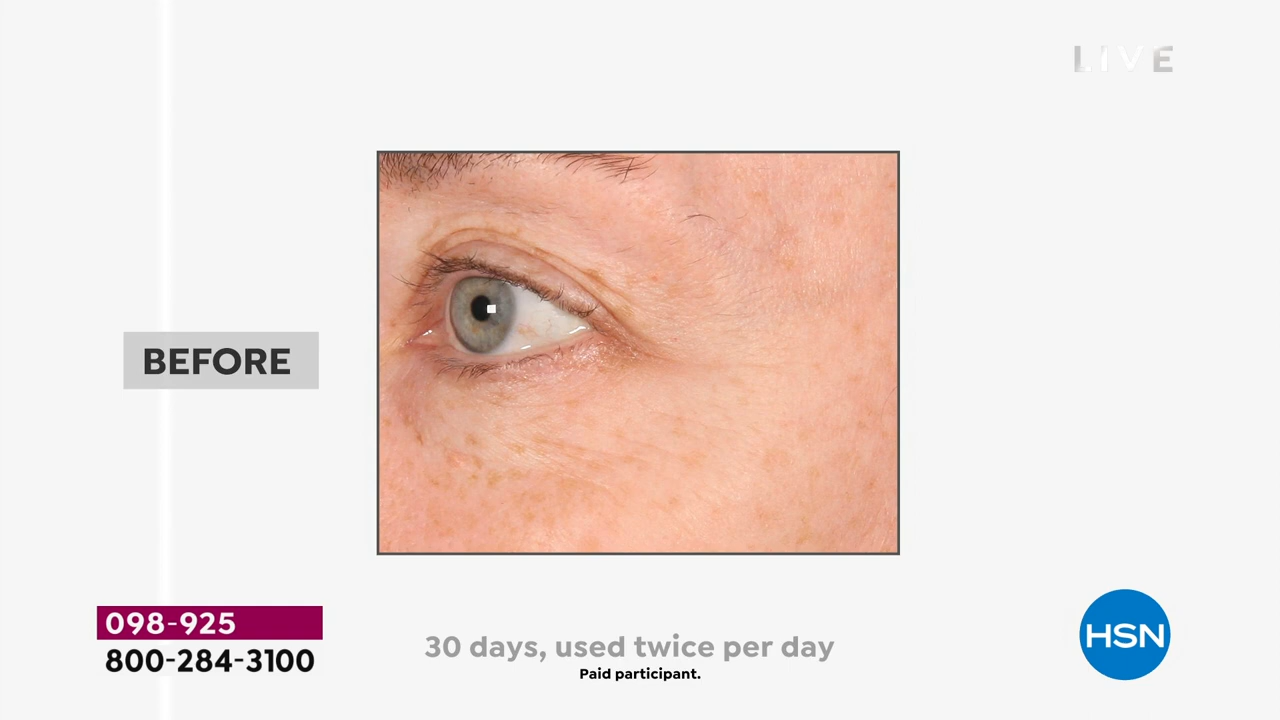 LIVE
BEFORE
098-925
800-284-3100
30 days, used twice per day
Paid participant.
HSN